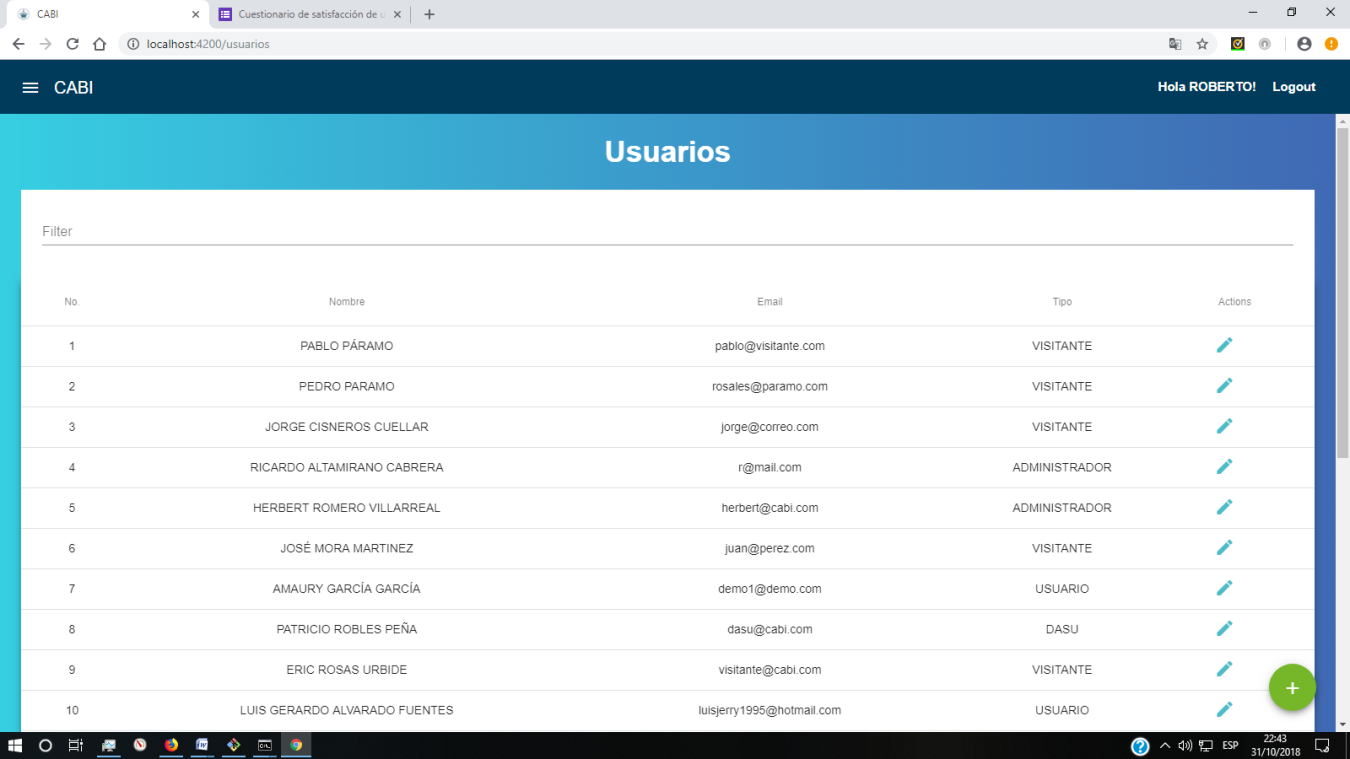 CABI
Cuestionario de satisfacción de u
localhost:4200/usuarios
CABI
Hola ROBERTO! Logout
Usuarios
Filter
No. Nombre Email Tipo Actions
1 PABLO PÁRAMO pablo@visitante.com VISITANTE
2 PEDRO PARAMO rosales@paramo.com VISITANTE
3 JORGE CISNEROS CUELLAR jorge@correo.com VISITANTE
4 RICARDO ALTAMIRANO CABRERA r@mail.com ADMINISTRADOR
5 HERBERT ROMERO VILLARREAL herbert@cabi.com ADMINISTRADOR
6 JOSÉ MORA MARTINEZ juan@perez.com VISITANTE
7 AMAURY GARCÍA GARCÍA demo1@demo.com USUARIO
8 PATRICIO ROBLES PEÑA dasu@cabi.com DASU
9 ERIC ROSAS URBIDE visitante@cabi.com VISITANTE
10 LUIS GERARDO ALVARADO FUENTES luisjerry1995@hotmail.com USUARIO
ESP
22:43
31/10/2018